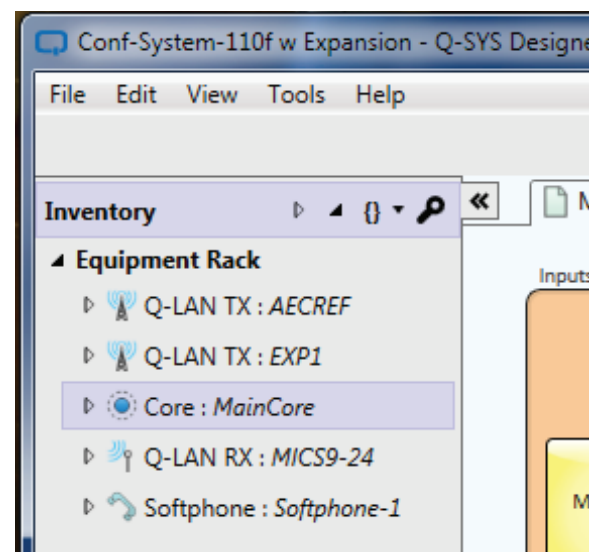 Conf-System-110f w Expansion - Q-SYS Designe
File Edit View Tools Help
Inventory
Equipment Rack
Inputs
Q-LAN TX : AECREF
Q-LAN TX : EXP1
Core : MainCore
Q-LAN RX : MICS9-24
Softphone : Softphone-1